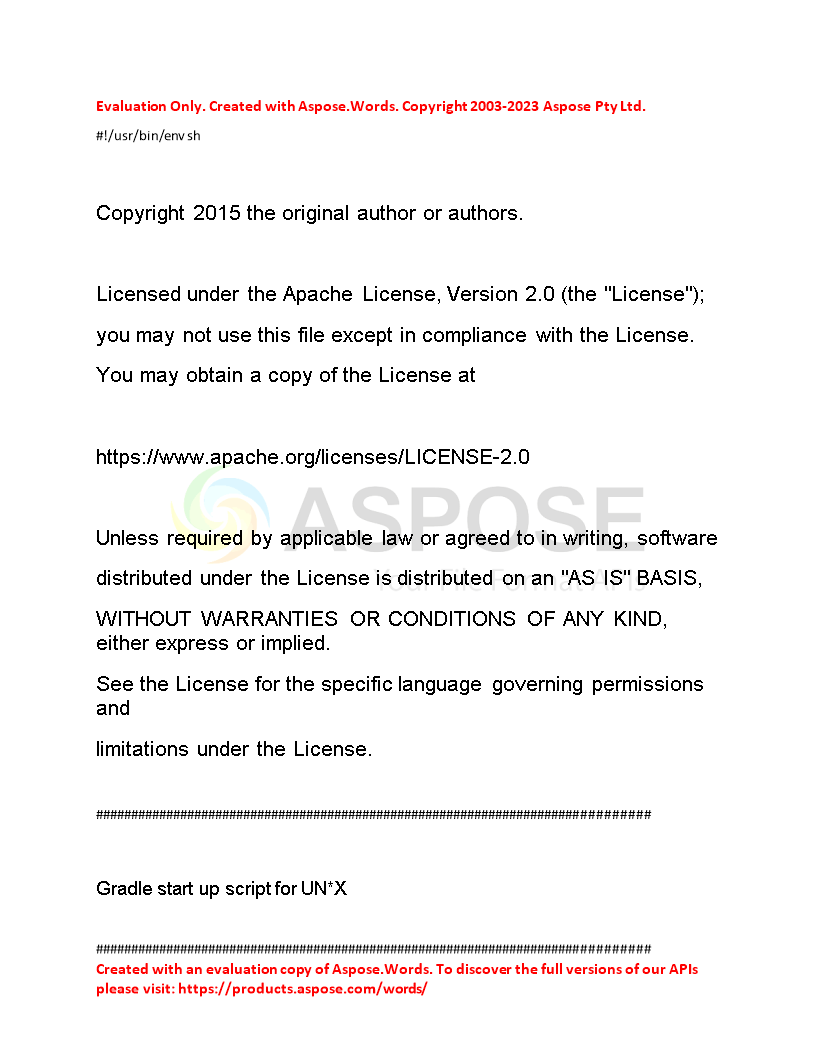 Evaluation Only. Created with Aspose.Words. Copyright 2003-2023 Aspose Pty Ltd.
#!/usr/bin/env sh
Copyright 2015 the original author or authors.
Licensed under the Apache License, Version 2.0 (the "License");
you may not use this file except in compliance with the License.
You may obtain a copy of the License at
https://www.apache.org/licenses/LICENSE-2.0
ASPOSE
Unless required by applicable law or agreed to in writing, software
Your File Format APIs
distributed under the License is distributed on an "AS IS" BASIS,
WITHOUT WARRANTIES OR CONDITIONS OF ANY KIND,
either express or implied.
See the License for the specific language governing permissions
and
limitations under the License.
##############################################################################
Gradle start up script for UN*X
##############################################################################
Created with an evaluation copy of Aspose.Words. To discover the full versions of our APIs
please visit: https://products.aspose.com/words/